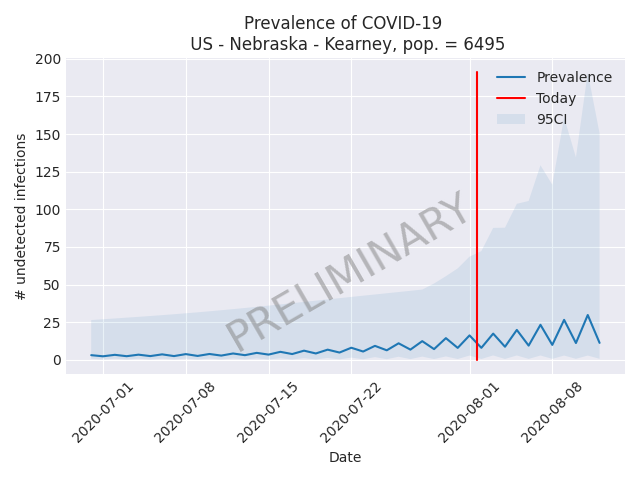 Prevalence of COVID-19
US - Nebraska - Kearney, pop. = 6495
200
175
150
125
100
75
50
25
0
# undetected infections
Prevalence
Today
95CI
PRELIMINARY
2020-07-01
2020-07-08
2020-07-15
2020-07-22
2020-08-01
2020-08-08
Date